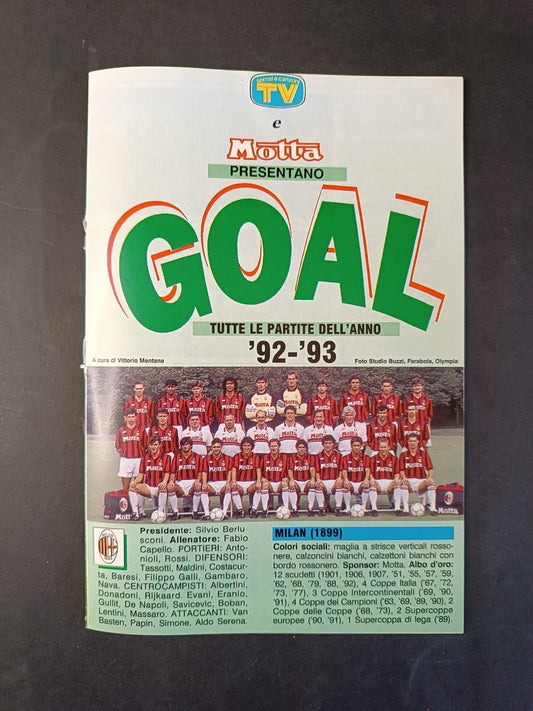 sorrisi e canzoni
TV
e
Motta
PRESENTANO
GOAL
TUTTE LE PARTITE DELL'ANNO
'92-'93
A cura di Vittorio Mentana
Foto Studio Buzzi, Farabola, Olympia
Presidente: Silvio Berlu-
sconi. Allenatore: Fabio
Capello. PORTIERI: Anto-
nioli, Rossi. DIFENSORI:
Tassotti, Maldini, Costacur-
ta, Baresi, Filippo Galli, Gambaro,
Nava. CENTROCAMPISTI: Albertini,
Donadoni, Rijkaard, Evani, Eranio,
Gullit, De Napoli, Savicevic, Boban,
Lentini, Massaro. ATTACCANTI: Van
Basten, Papin, Simone, Aldo Serena.
MILAN (1899)
Colori sociali: maglia a strisce verticali rosso-
nere, calzoncini bianchi, calzettoni bianchi con
bordo rossonero. Sponsor: Motta. Albo d'oro:
12 scudetti (1901, 1906, 1907, '51, '55, '57, '59,
'62, '68, '79, '88, '92), 4 Coppe Italia ('67, '72,
'73, '77), 3 Coppe Intercontinentali ('69, '90,
'91), 4 Coppe dei Campioni ('63, '69, '89, '90), 2
Coppe delle Coppe ('68, '73), 2 Supercoppe
europee ('90, '91), 1 Supercoppa di lega ('89).